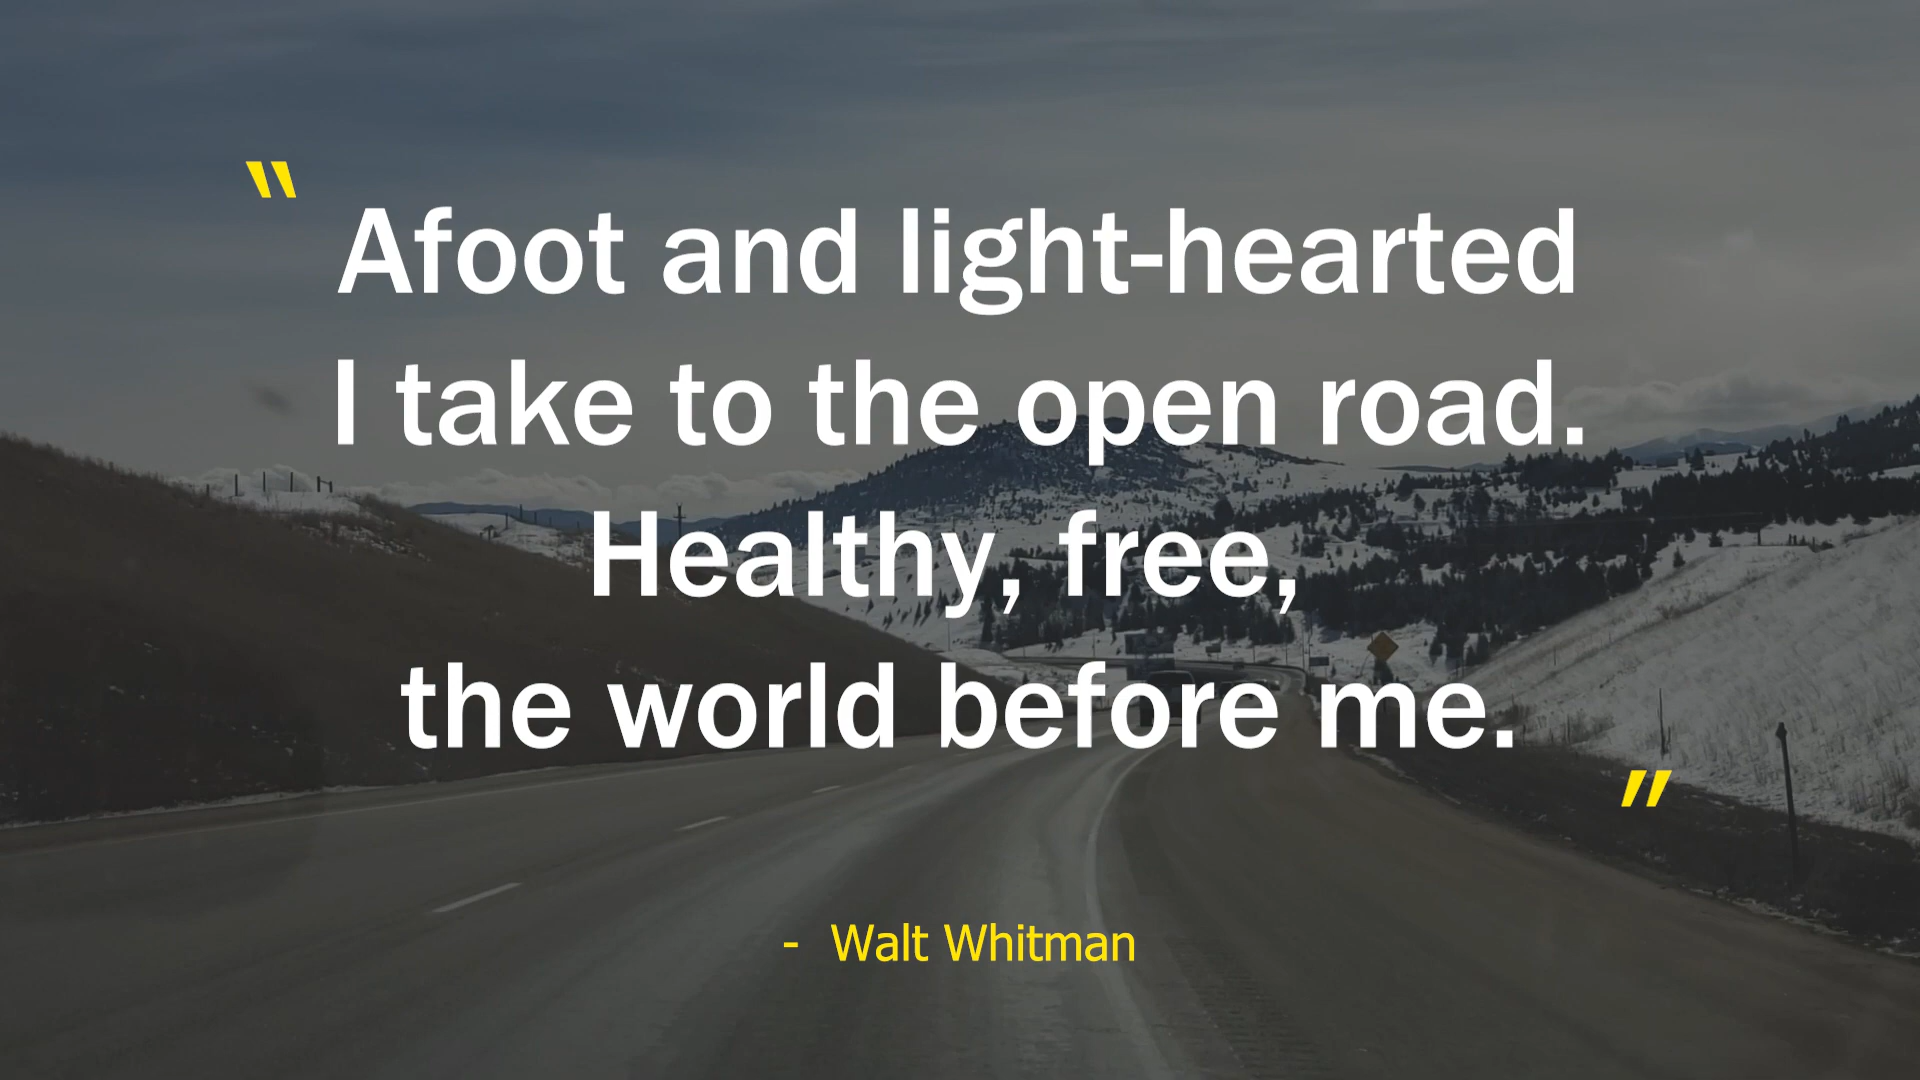 “
Afoot and light-hearted
I take to the open road.
Healthy, free,
the world before me.
”
- Walt Whitman